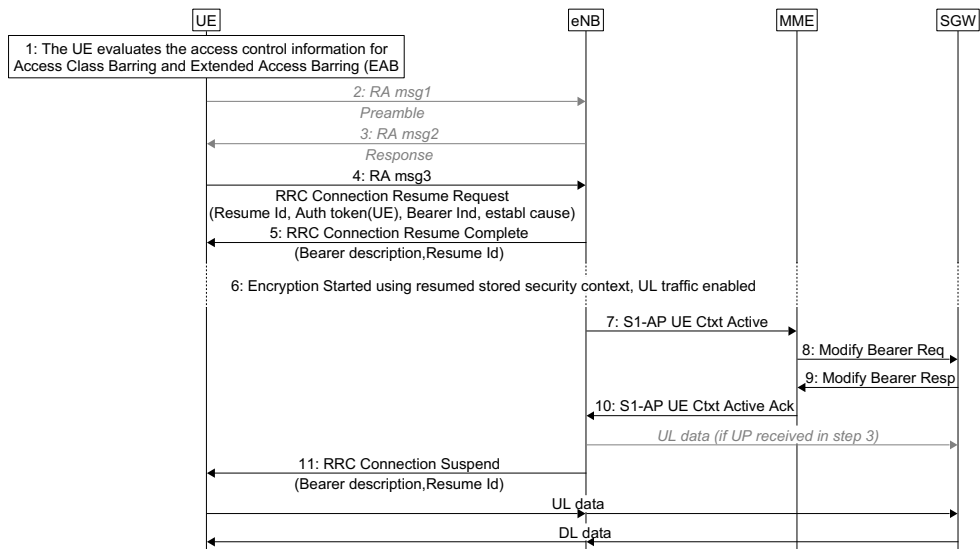 UE eNB MME SGW
1: The UE evaluates the access control information for
Access Class Barring and Extended Access Barring (EAB
2: RA msg1
Preamble
3: RA msg2
Response
4: RA msg3
RRC Connection Resume Request
(Resume Id, Auth token(UE), Bearer Ind, establ cause)
5: RRC Connection Resume Complete
(Bearer description,Resume Id)
6: Encryption Started using resumed stored security context, UL traffic enabled
7: S1-AP UE Ctxt Active
8: Modify Bearer Req
9: Modify Bearer Resp
10: S1-AP UE Ctxt Active Ack
UL data (if UP received in step 3)
11: RRC Connection Suspend
(Bearer description,Resume Id)
UL data
DL data